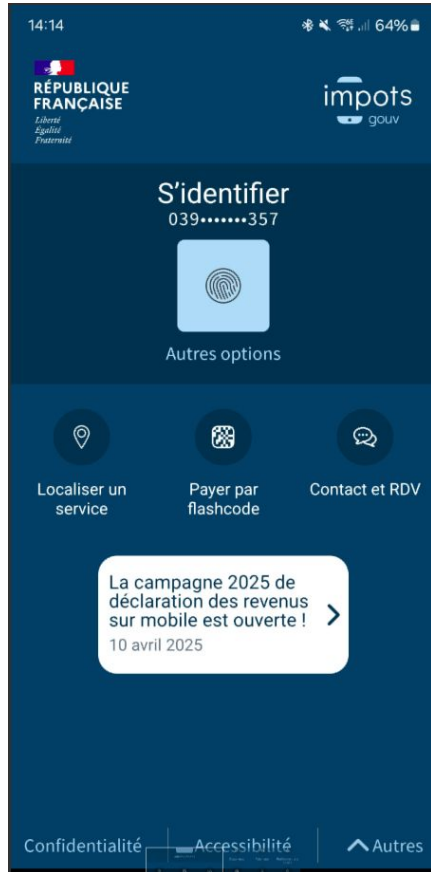 14:14
64%
RÉPUBLIQUE
FRANÇAISE
Liberté
Égalité
Fraternité
impots
gouv
S'identifier
039•••••••357
Autres options
Localiser un
service
Payer par
flashcode
Contact et RDV
La campagne 2025 de
déclaration des revenus
sur mobile est ouverte !
10 avril 2025
Confidentialité
Accessibilité
Autres